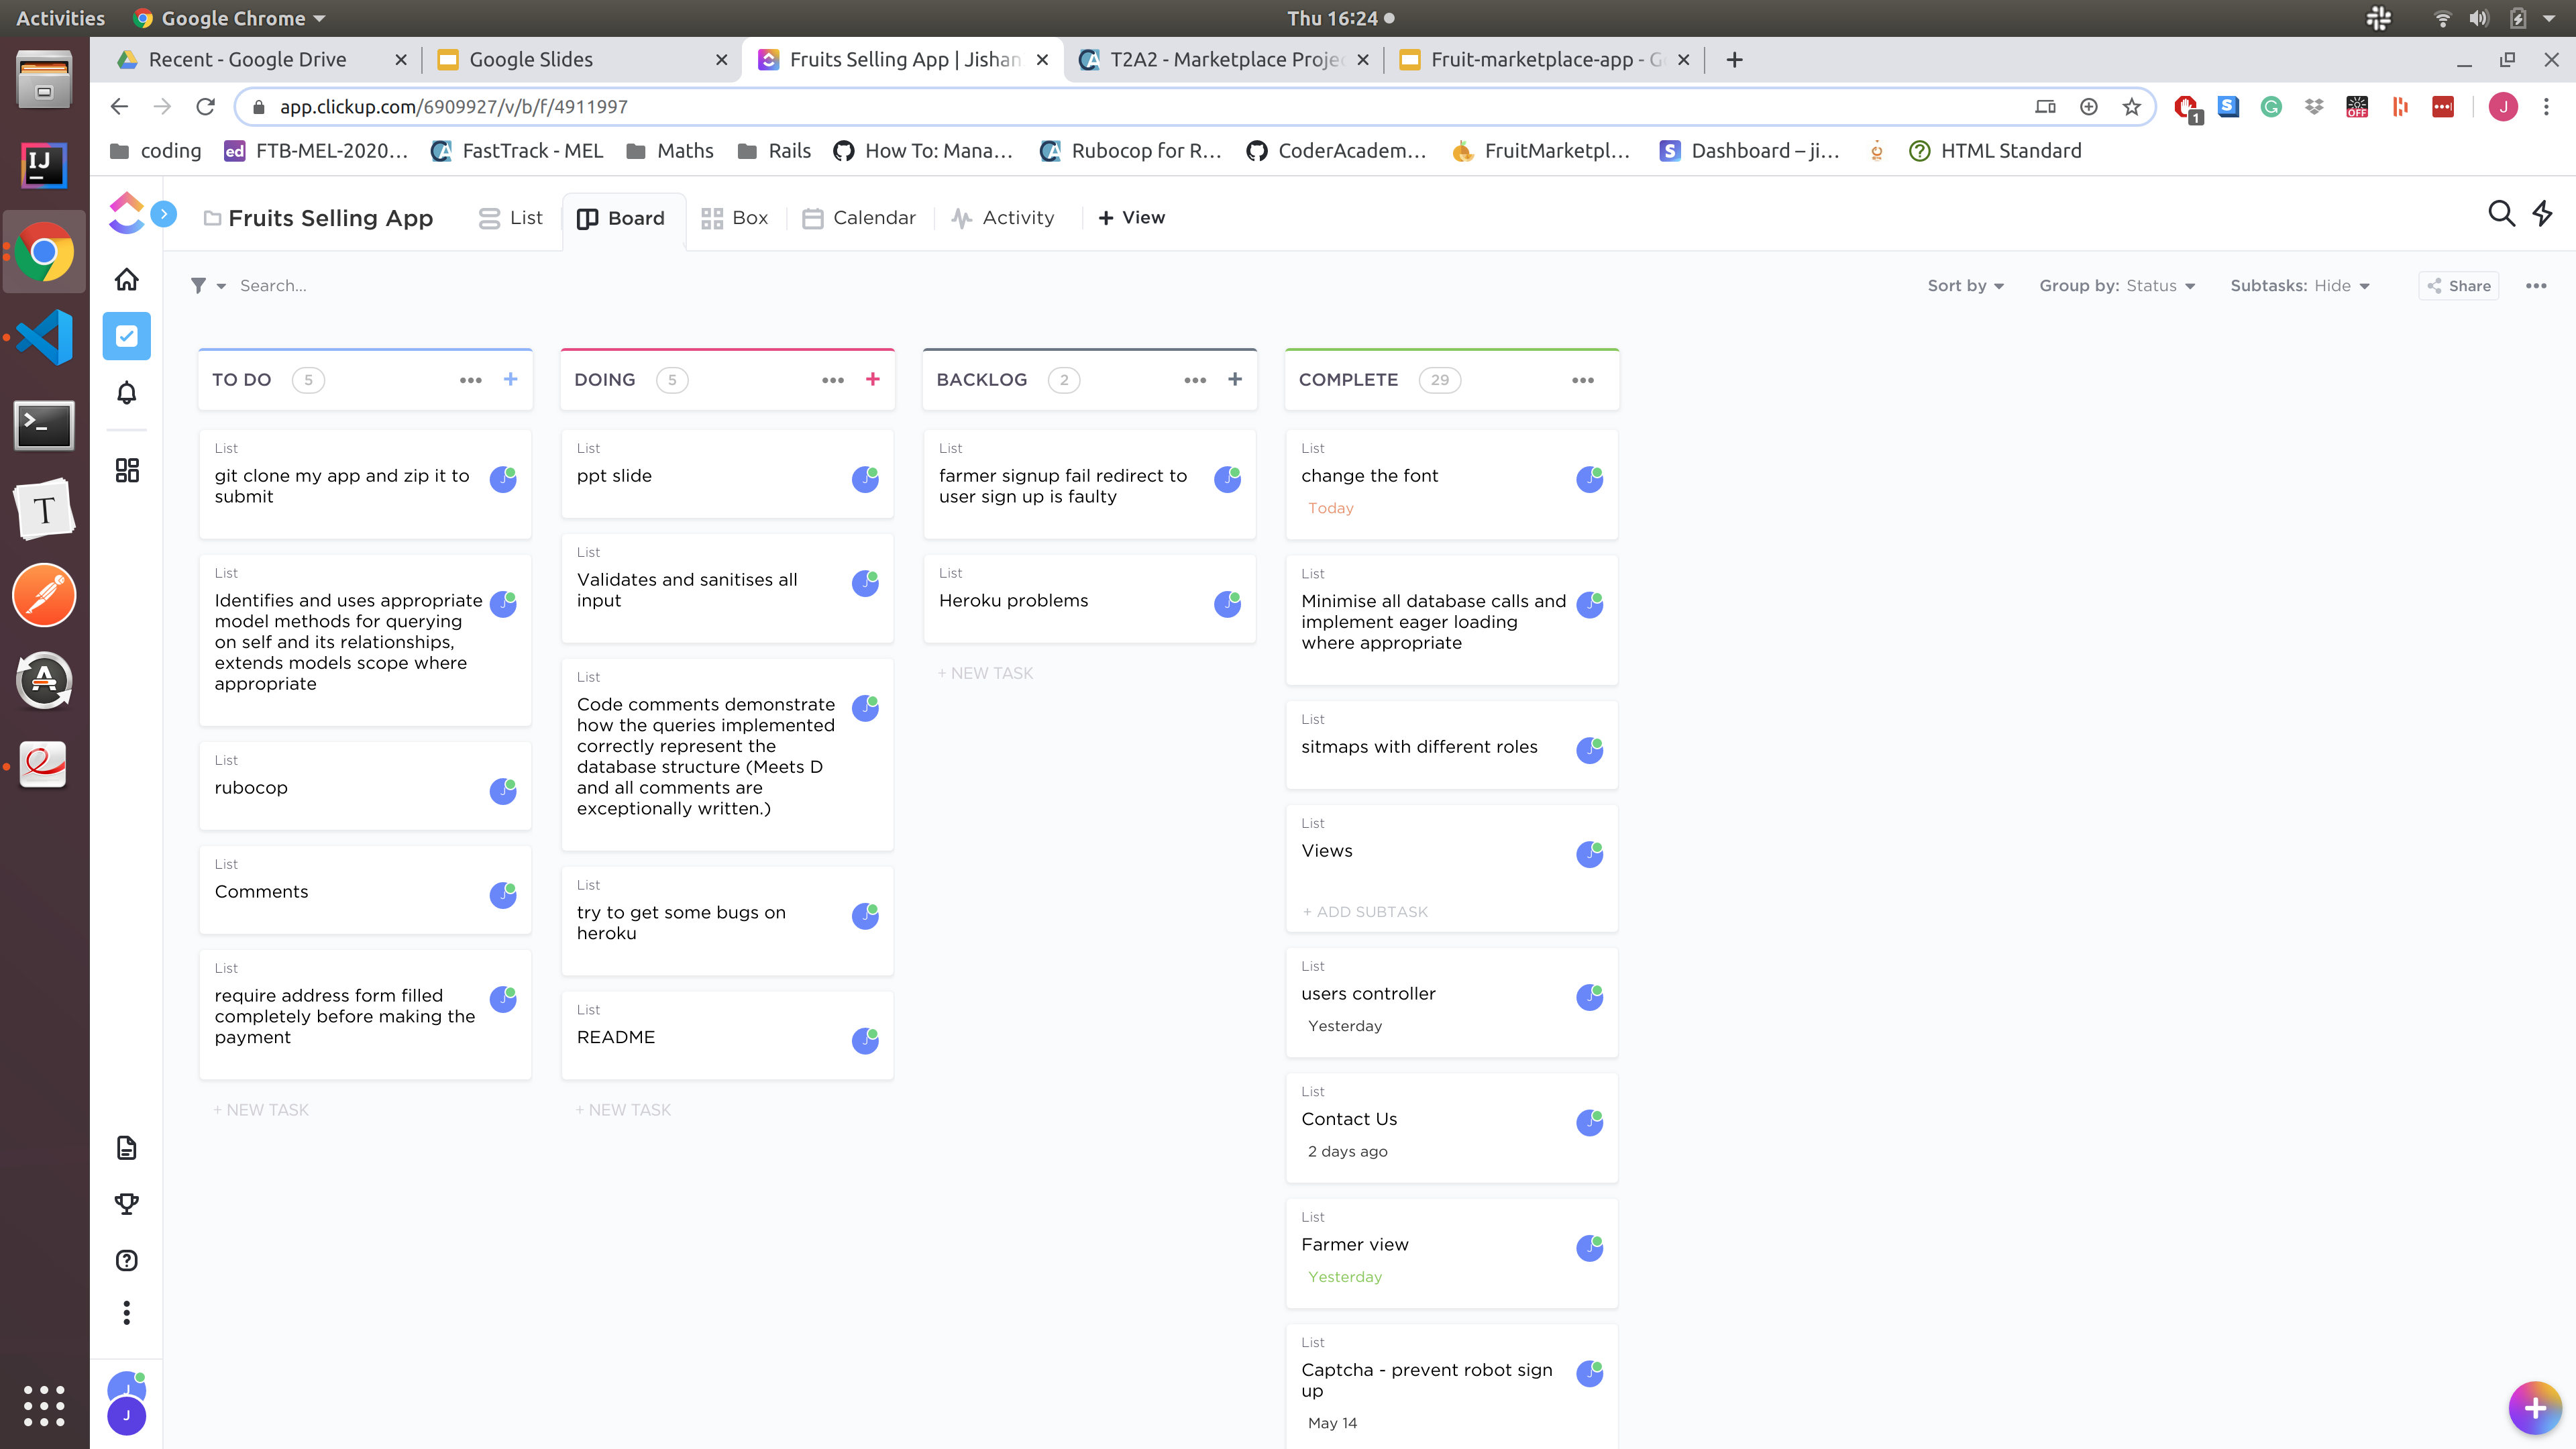 Activities
Google Chrome
Thu 16:24
Recent - Google Drive
Google Slides
Fruits Selling App | Jishan
T2A2 - Marketplace Projec
Fruit-marketplace-app - G
app.clickup.com/6909927/v/b/f/4911997
1
OFF
J
coding
ed
FTB-MEL-2020...
FastTrack - MEL
Maths
Rails
How To: Mana...
Rubocop for R...
CoderAcadem...
FruitMarketpl...
Dashboard – ji...
HTML Standard
Fruits Selling App
List
Board
Box
Calendar
Activity
+ View
Search...
Sort by
Group by: Status
Subtasks: Hide
Share
TO DO 5
List
git clone my app and zip it to
submit
List
Identifies and uses appropriate
model methods for querying
on self and its relationships,
extends models scope where
appropriate
List
rubocop
List
Comments
List
require address form filled
completely before making the
payment
+ NEW TASK
DOING 5
List
ppt slide
List
Validates and sanitises all
input
List
Code comments demonstrate
how the queries implemented
correctly represent the
database structure (Meets D
and all comments are
exceptionally written.)
List
try to get some bugs on
heroku
List
README
+ NEW TASK
BACKLOG 2
List
farmer signup fail redirect to
user sign up is faulty
List
Heroku problems
+ NEW TASK
COMPLETE 29
List
change the font
Today
List
Minimise all database calls and
implement eager loading
where appropriate
List
sitmaps with different roles
List
Views
+ ADD SUBTASK
List
users controller
Yesterday
List
Contact Us
2 days ago
List
Farmer view
Yesterday
List
Captcha - prevent robot sign
up
May 14
J
J